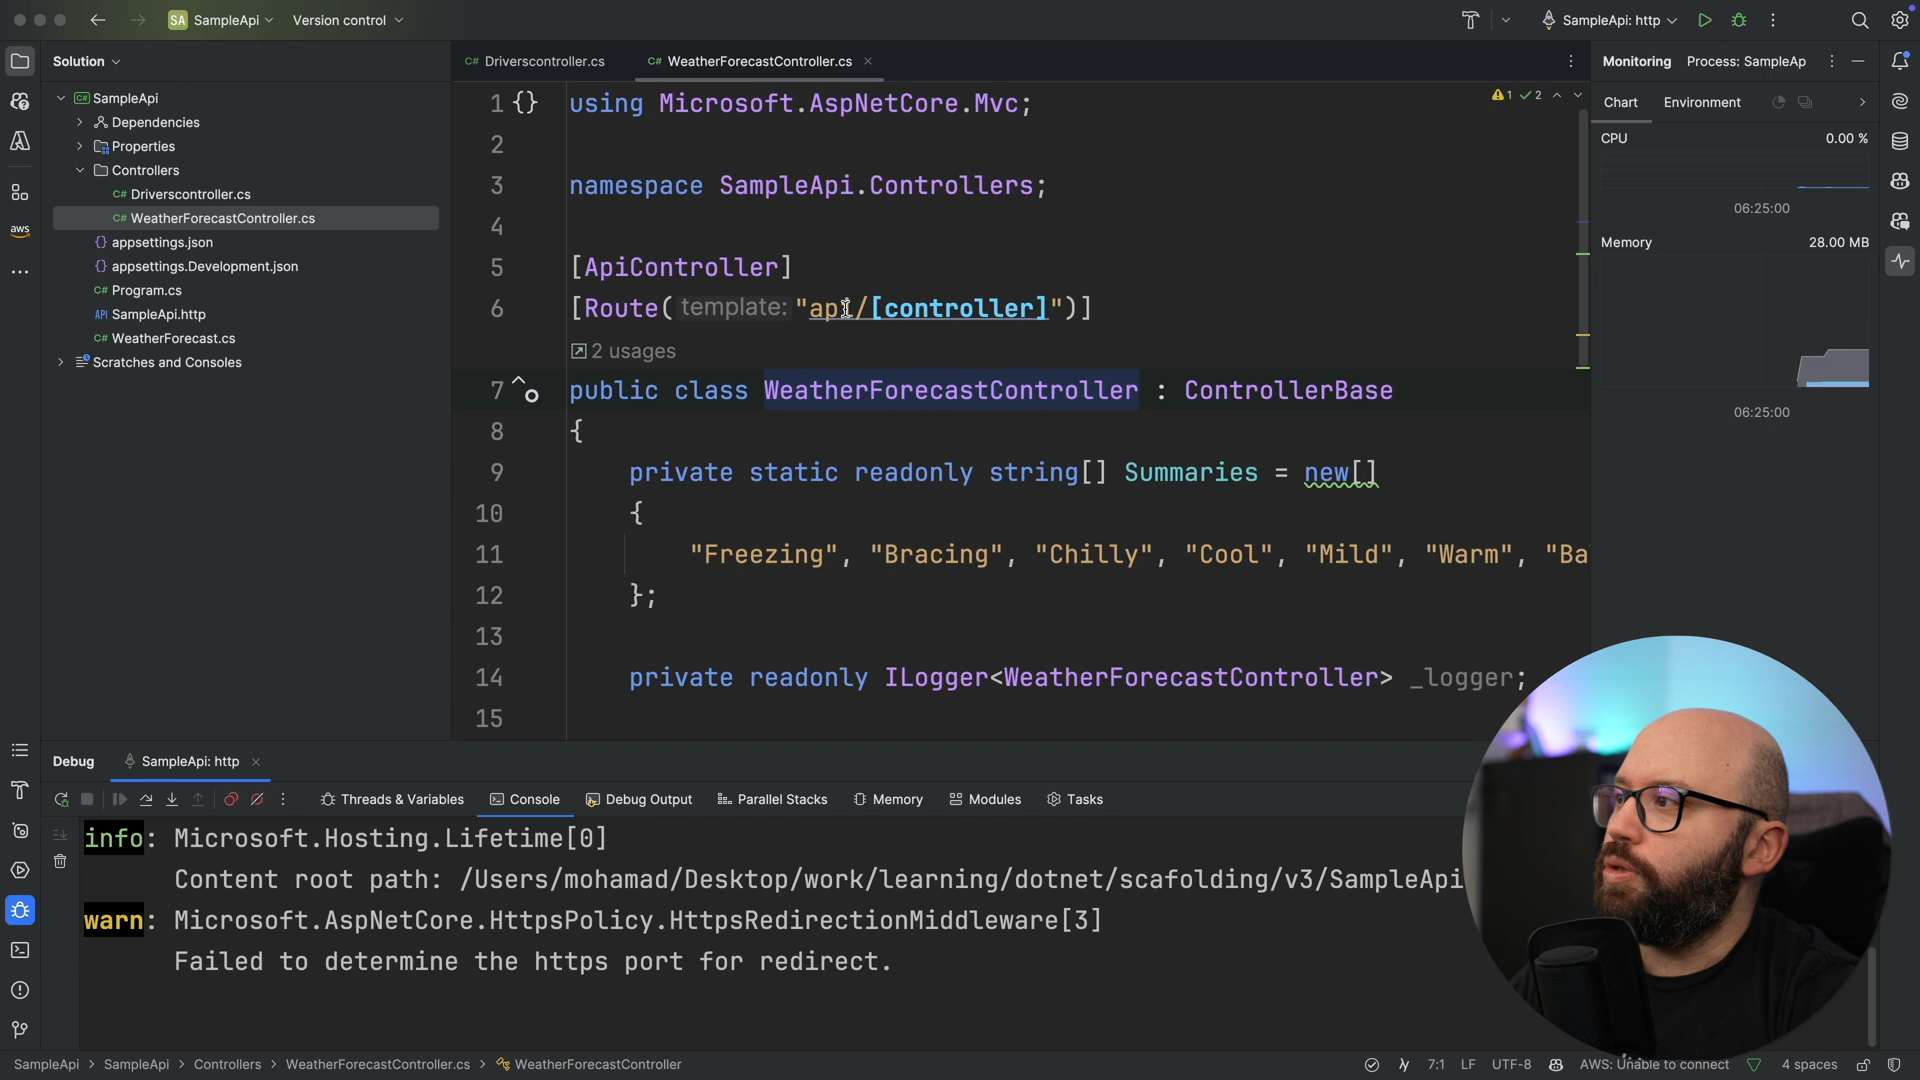 SA SampleApi
Version control
SampleApi: http
Solution
SampleApi
Dependencies
Properties
Controllers
C# Driverscontroller.cs
C# WeatherForecastController.cs
{} appsettings.json
{} appsettings.Development.json
C# Program.cs
API SampleApi.http
C# WeatherForecast.cs
Scratches and Consoles
aws
C# Driverscontroller.cs
C# WeatherForecastController.cs
1 {} using Microsoft.AspNetCore.Mvc;
2
3 namespace SampleApi.Controllers;
4
5 [ApiController]
6 [Route( template: "api/[controller]")]
2 usages
7 public class WeatherForecastController : ControllerBase
8 {
9 private static readonly string[] Summaries = new[]
10 {
11 "Freezing", "Bracing", "Chilly", "Cool", "Mild", "Warm", "Ba
12 };
13
14 private readonly ILogger<WeatherForecastController> _logger;
15
1 2
Monitoring Process: SampleAp
Chart Environment
CPU 0.00 %
06:25:00
Memory 28.00 MB
06:25:00
Debug SampleApi: http
Threads & Variables Console Debug Output Parallel Stacks Memory Modules Tasks
info: Microsoft.Hosting.Lifetime[0]
Content root path: /Users/mohamad/Desktop/work/learning/dotnet/scafolding/v3/SampleApi
warn: Microsoft.AspNetCore.HttpsPolicy.HttpsRedirectionMiddleware[3]
Failed to determine the https port for redirect.
SampleApi > SampleApi > Controllers > WeatherForecastController.cs > WeatherForecastController
7:1 LF UTF-8 AWS: Unable to connect 4 spaces